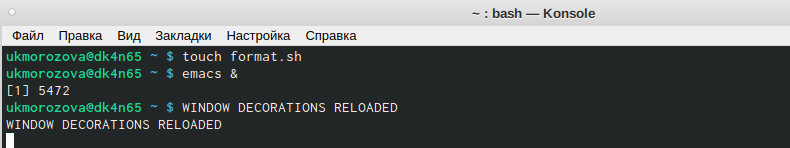 ~ : bash — Konsole
Файл Правка Вид Закладки Настройка Справка
ukmorozova@dk4n65 ~ $ touch format.sh
ukmorozova@dk4n65 ~ $ emacs &
[1] 5472
ukmorozova@dk4n65 ~ $ WINDOW DECORATIONS RELOADED
WINDOW DECORATIONS RELOADED